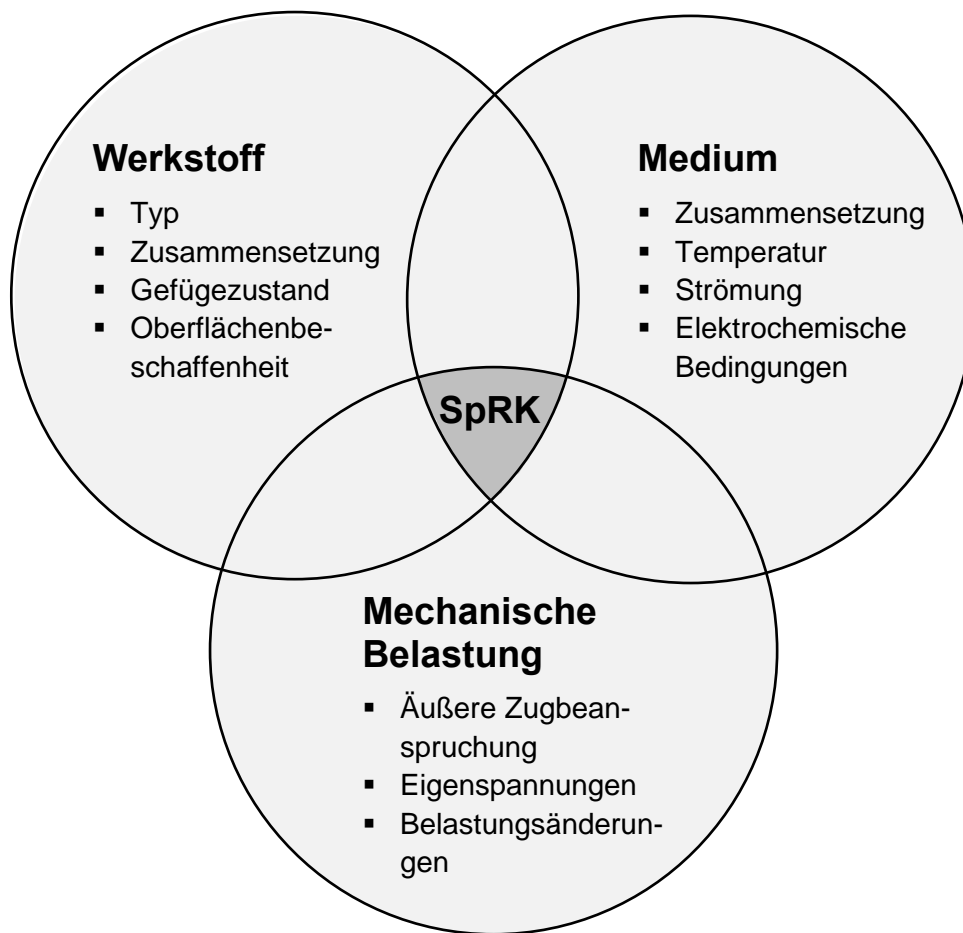 Werkstoff
▪ Typ
▪ Zusammensetzung
▪ Gefügezustand
▪ Oberflächenbe-
schaffenheit
Medium
▪ Zusammensetzung
▪ Temperatur
▪ Strömung
▪ Elektrochemische
Bedingungen
SpRK
Mechanische
Belastung
▪ Äußere Zugbean-
spruchung
▪ Eigenspannungen
▪ Belastungsänderun-
gen